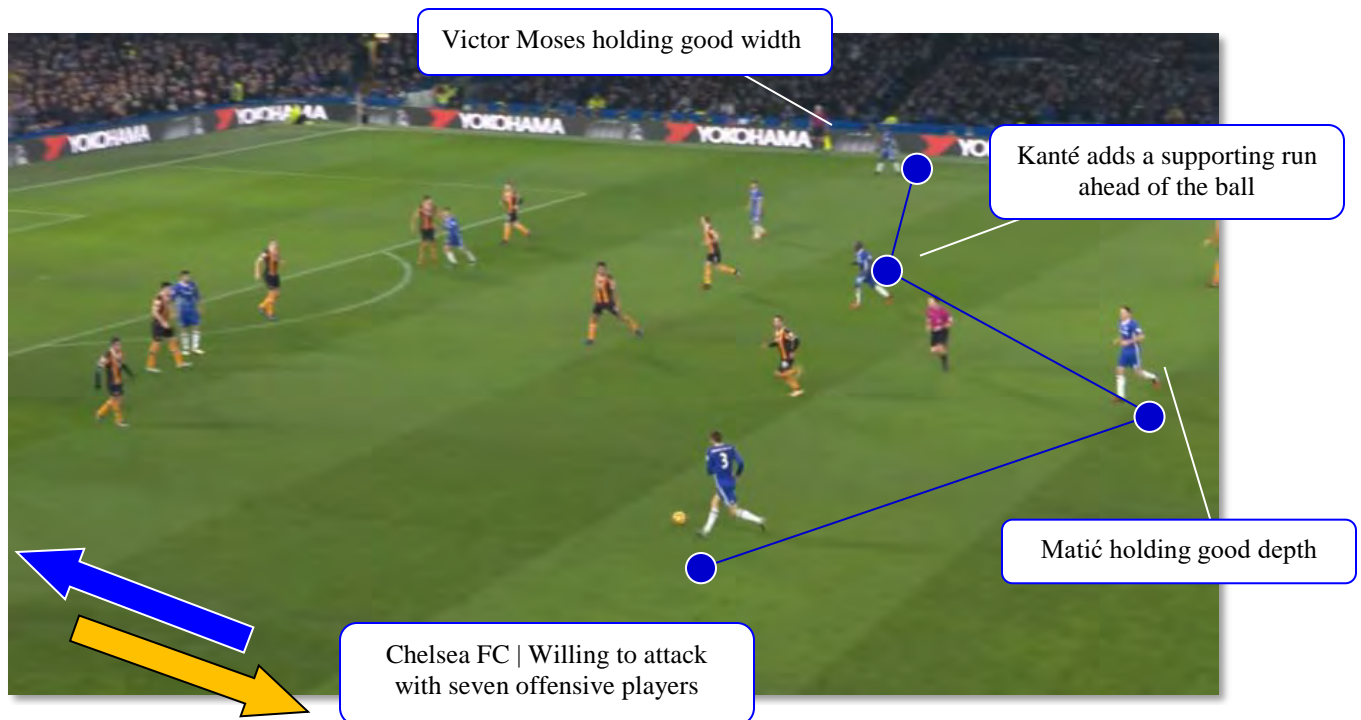 Victor Moses holding good width
YOKOHAMA
YOKOHAMA
YOKOHAMA
YOKOHAMA
YO
Kanté adds a supporting run
ahead of the ball
3
Matić holding good depth
Chelsea FC | Willing to attack
with seven offensive players